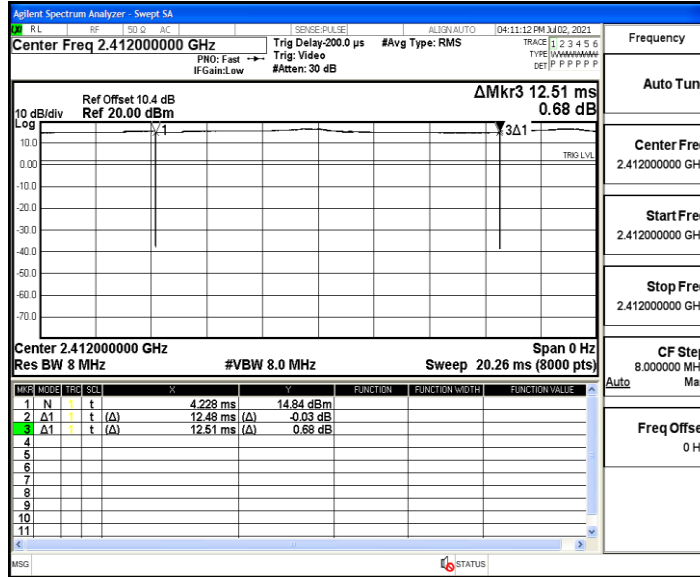 Agilent Spectrum Analyzer - Swept SA
RL RF 50 Ω AC SENSE:PULSE ALIGN AUTO 04:11:12 PM Jul 02, 2021
Center Freq 2.412000000 GHz
PNO: Fast
IFGain:Low
Trig Delay-200.0 µs
Trig: Video
#Atten: 30 dB
#Avg Type: RMS
TRACE 1 2 3 4 5 6
TYPE
DET P P P P P P
ΔMkr3 12.51 ms
0.68 dB
Ref Offset 10.4 dB
10 dB/div Ref 20.00 dBm
Log
1
3Δ1
10.0
TRIG LVL
0.00
-10.0
-20.0
-30.0
-40.0
-50.0
-60.0
-70.0
Center 2.412000000 GHz Span 0 Hz
Res BW 8 MHz #VBW 8.0 MHz Sweep 20.26 ms (8000 pts)
MKR MODE TRC SCL X Y FUNCTION FUNCTION WIDTH FUNCTION VALUE
1 N 1 t 4.228 ms 14.84 dBm
2 Δ1 1 t (Δ) 12.48 ms (Δ) -0.03 dB
3 Δ1 1 t (Δ) 12.51 ms (Δ) 0.68 dB
4
5
6
7
8
9
10
11
MSG STATUS
Frequency
Auto Tun
Center Fre
2.412000000 GH
Start Fre
2.412000000 GH
Stop Fre
2.412000000 GH
CF Ste
8.000000 MH
Auto Ma
Freq Offse
0 H